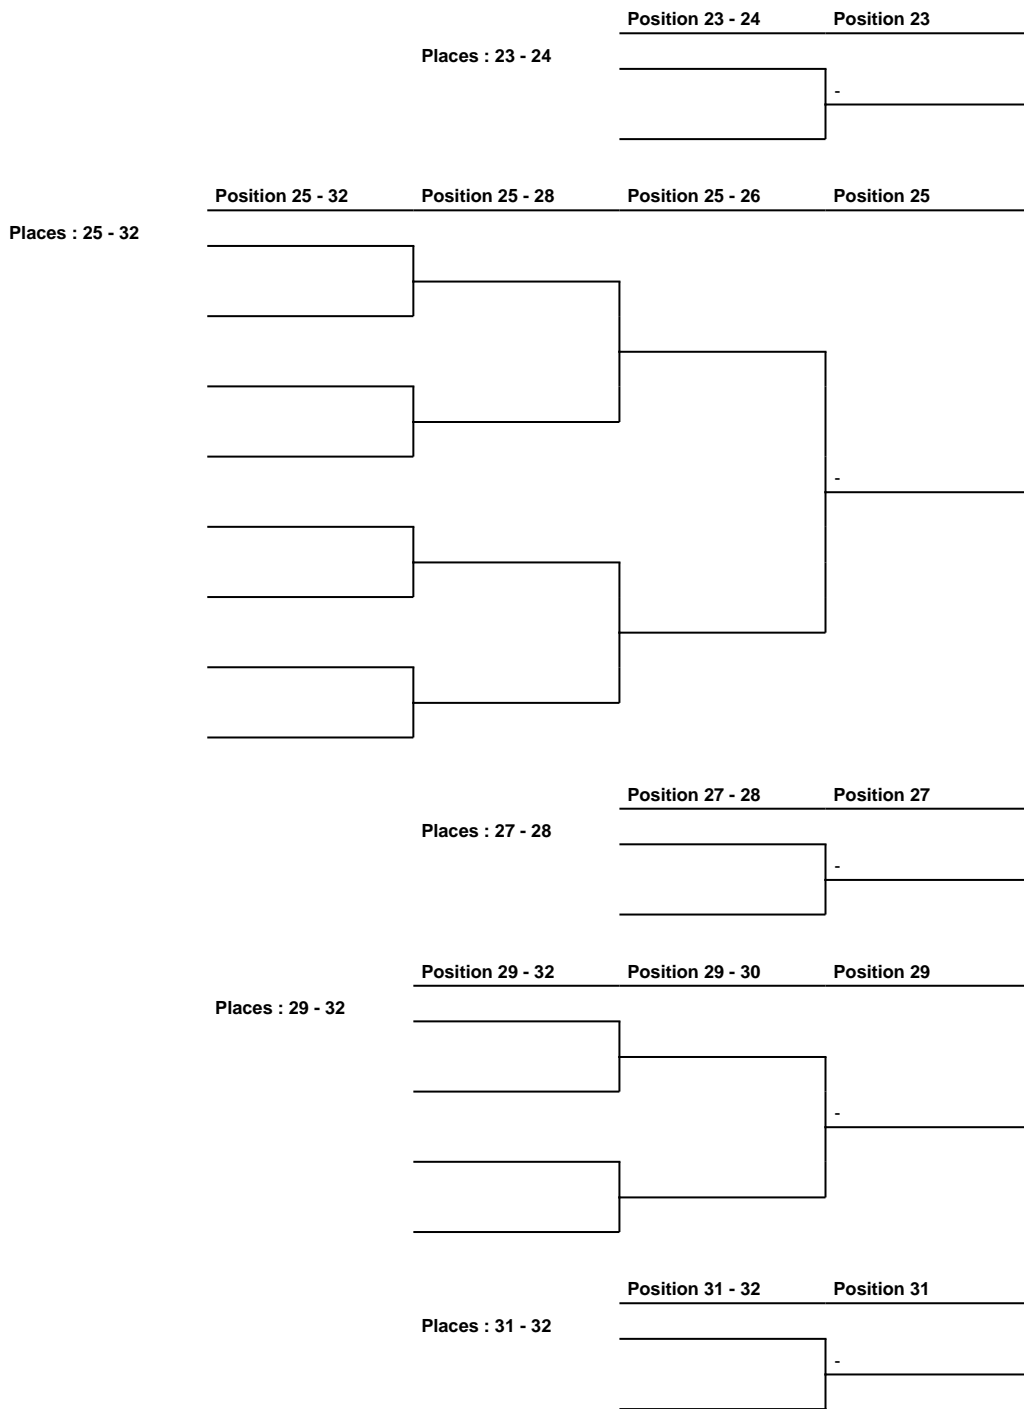 Position 23 - 24 Position 23
Places : 23 - 24
-
Position 25 - 32 Position 25 - 28 Position 25 - 26 Position 25
Places : 25 - 32
-
Position 27 - 28 Position 27
Places : 27 - 28
-
Position 29 - 32 Position 29 - 30 Position 29
Places : 29 - 32
-
Position 31 - 32 Position 31
Places : 31 - 32
-